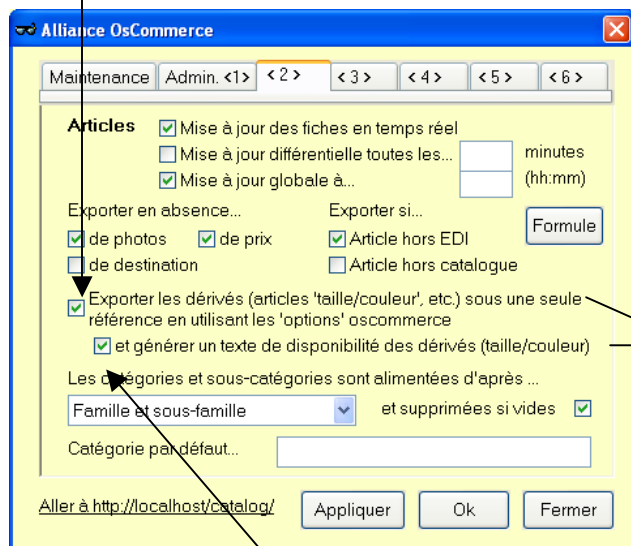 Alliance OsCommerce
Maintenance Admin. <1> <2> <3> <4> <5> <6>
Articles
Mise à jour des fiches en temps réel
Mise à jour différentielle toutes les... minutes
Mise à jour globale à... (hh:mm)
Exporter en absence... Exporter si...
Formule
de photos de prix Article hors EDI
de destination Article hors catalogue
Exporter les dérivés (articles 'taille/couleur', etc.) sous une seule
référence en utilisant les 'options' oscommerce
et générer un texte de disponibilité des dérivés (taille/couleur)
Les catégories et sous-catégories sont alimentées d'après ...
Famille et sous-famille et supprimées si vides
Catégorie par défaut...
Aller à http://localhost/catalog/ Appliquer Ok Fermer